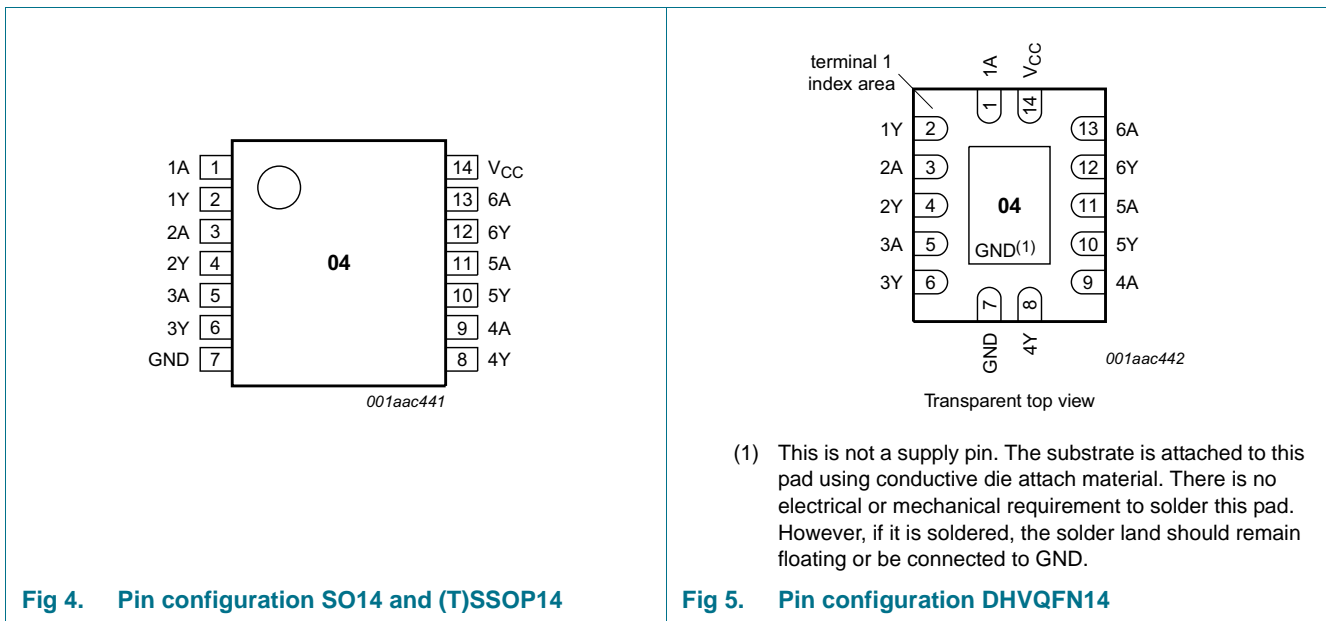 1A 1 14 VCC
1Y 2 13 6A
2A 3 12 6Y
2Y 4 11 5A
04
3A 5 10 5Y
3Y 6 9 4A
GND 7 8 4Y
001aac441
Fig 4. Pin configuration SO14 and (T)SSOP14
terminal 1
index area
1A VCC
1 14
1Y 2 13 6A
2A 3 12 6Y
2Y 4 04 11 5A
3A 5 GND(1) 10 5Y
3Y 6 9 4A
7 8
GND 4Y
001aac442
Transparent top view
(1) This is not a supply pin. The substrate is attached to this
pad using conductive die attach material. There is no
electrical or mechanical requirement to solder this pad.
However, if it is soldered, the solder land should remain
floating or be connected to GND.
Fig 5. Pin configuration DHVQFN14